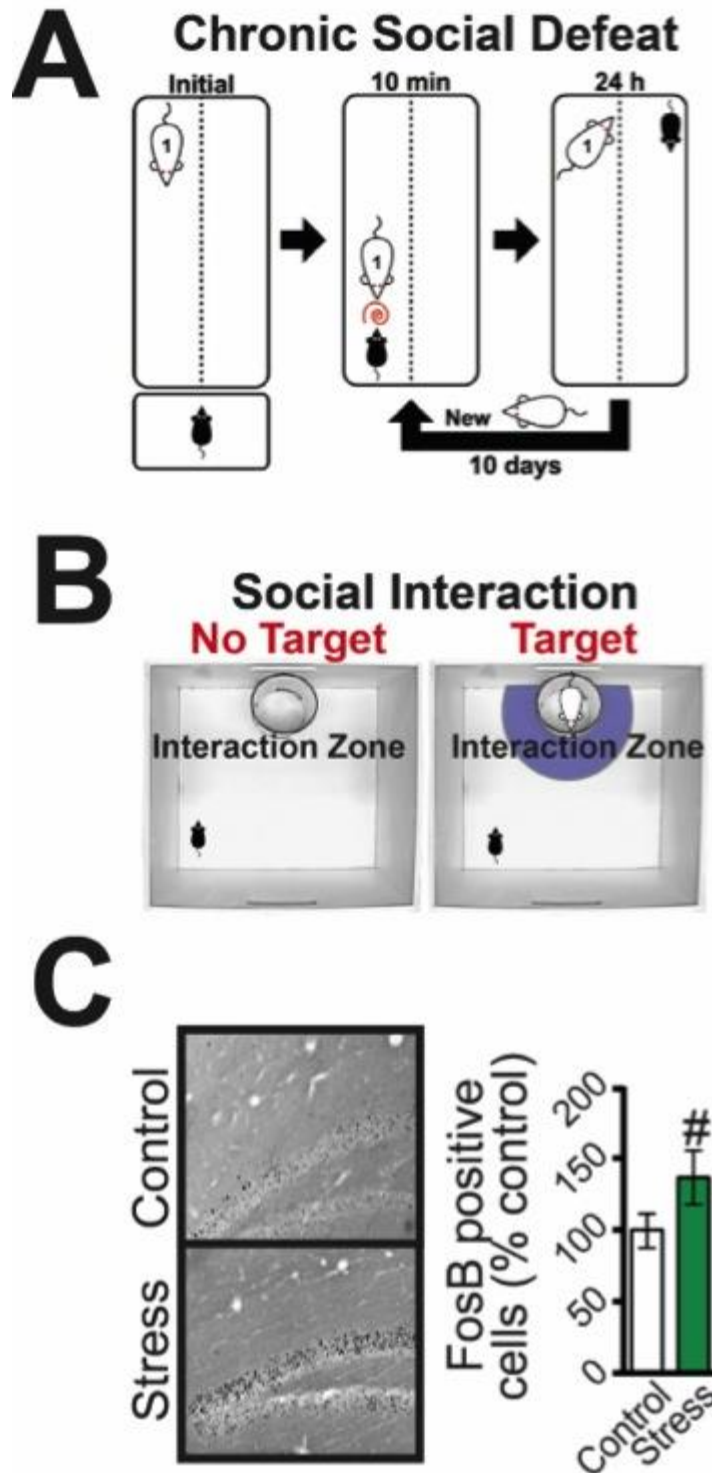 A
Chronic Social Defeat
Initial
10 min
24 h
1
1
1
New
10 days
B
Social Interaction
No Target
Target
Interaction Zone
Interaction Zone
C
Control
Stress
FosB positive
cells (% control)
200
150
100
50
0
#
Control
Stress